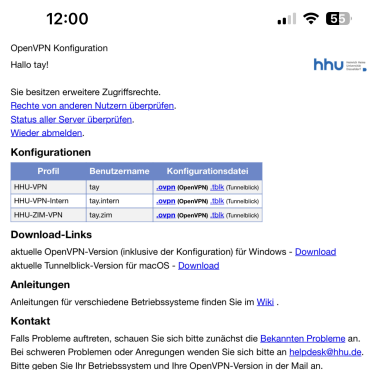 12:00
55
OpenVPN Konfiguration
Hallo tay!
hhu
Sie besitzen erweitere Zugriffsrechte.
Rechte von anderen Nutzern überprüfen.
Status aller Server überprüfen.
Wieder abmelden.
Konfigurationen
Profil Benutzername Konfigurationsdatei
HHU-VPN tay .ovpn (OpenVPN) .tblk (Tunnelblick)
HHU-VPN-Intern tay.intern .ovpn (OpenVPN) .tblk (Tunnelblick)
HHU-ZIM-VPN tay.zim .ovpn (OpenVPN) .tblk (Tunnelblick)
Download-Links
aktuelle OpenVPN-Version (inklusive der Konfiguration) für Windows - Download
aktuelle Tunnelblick-Version für macOS - Download
Anleitungen
Anleitungen für verschiedene Betriebssysteme finden Sie im Wiki .
Kontakt
Falls Probleme auftreten, schauen Sie sich bitte zunächst die Bekannten Probleme an.
Bei schweren Problemen oder Anregungen wenden Sie sich bitte an helpdesk@hhu.de.
Bitte geben Sie Ihr Betriebssystem und Ihre OpenVPN-Version in der Mail an.